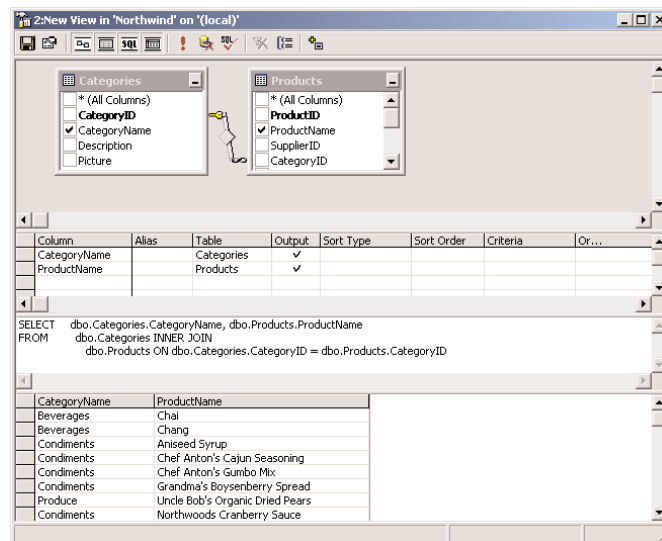 2:New View in 'Northwind' on '(local)'
SQL SQL
Categories
* (All Columns)
CategoryID
CategoryName
Description
Picture
Products
* (All Columns)
ProductID
ProductName
SupplierID
CategoryID
Column Alias Table Output Sort Type Sort Order Criteria Or...
CategoryName Categories
ProductName Products
SELECT dbo.Categories.CategoryName, dbo.Products.ProductName
FROM dbo.Categories INNER JOIN
dbo.Products ON dbo.Categories.CategoryID = dbo.Products.CategoryID
CategoryName ProductName
Beverages Chai
Beverages Chang
Condiments Aniseed Syrup
Condiments Chef Anton's Cajun Seasoning
Condiments Chef Anton's Gumbo Mix
Condiments Grandma's Boysenberry Spread
Produce Uncle Bob's Organic Dried Pears
Condiments Northwoods Cranberry Sauce